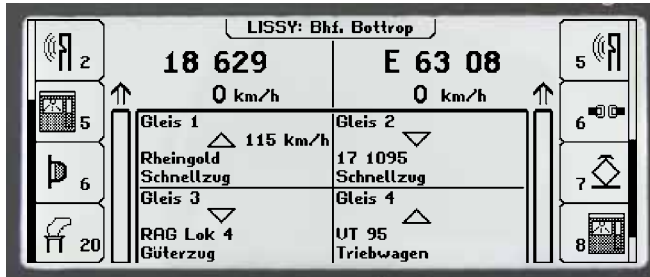 LISSY: Bhf. Bottrop
2
18 629
E 63 08
5
0 km/h
0 km/h
5
6
Gleis 1
115 km/h
Rheingold
Schnellzug
Gleis 2
17 1095
Schnellzug
6
7
Gleis 3
RAG Lok 4
Güterzug
Gleis 4
VT 95
Triebwagen
20
8